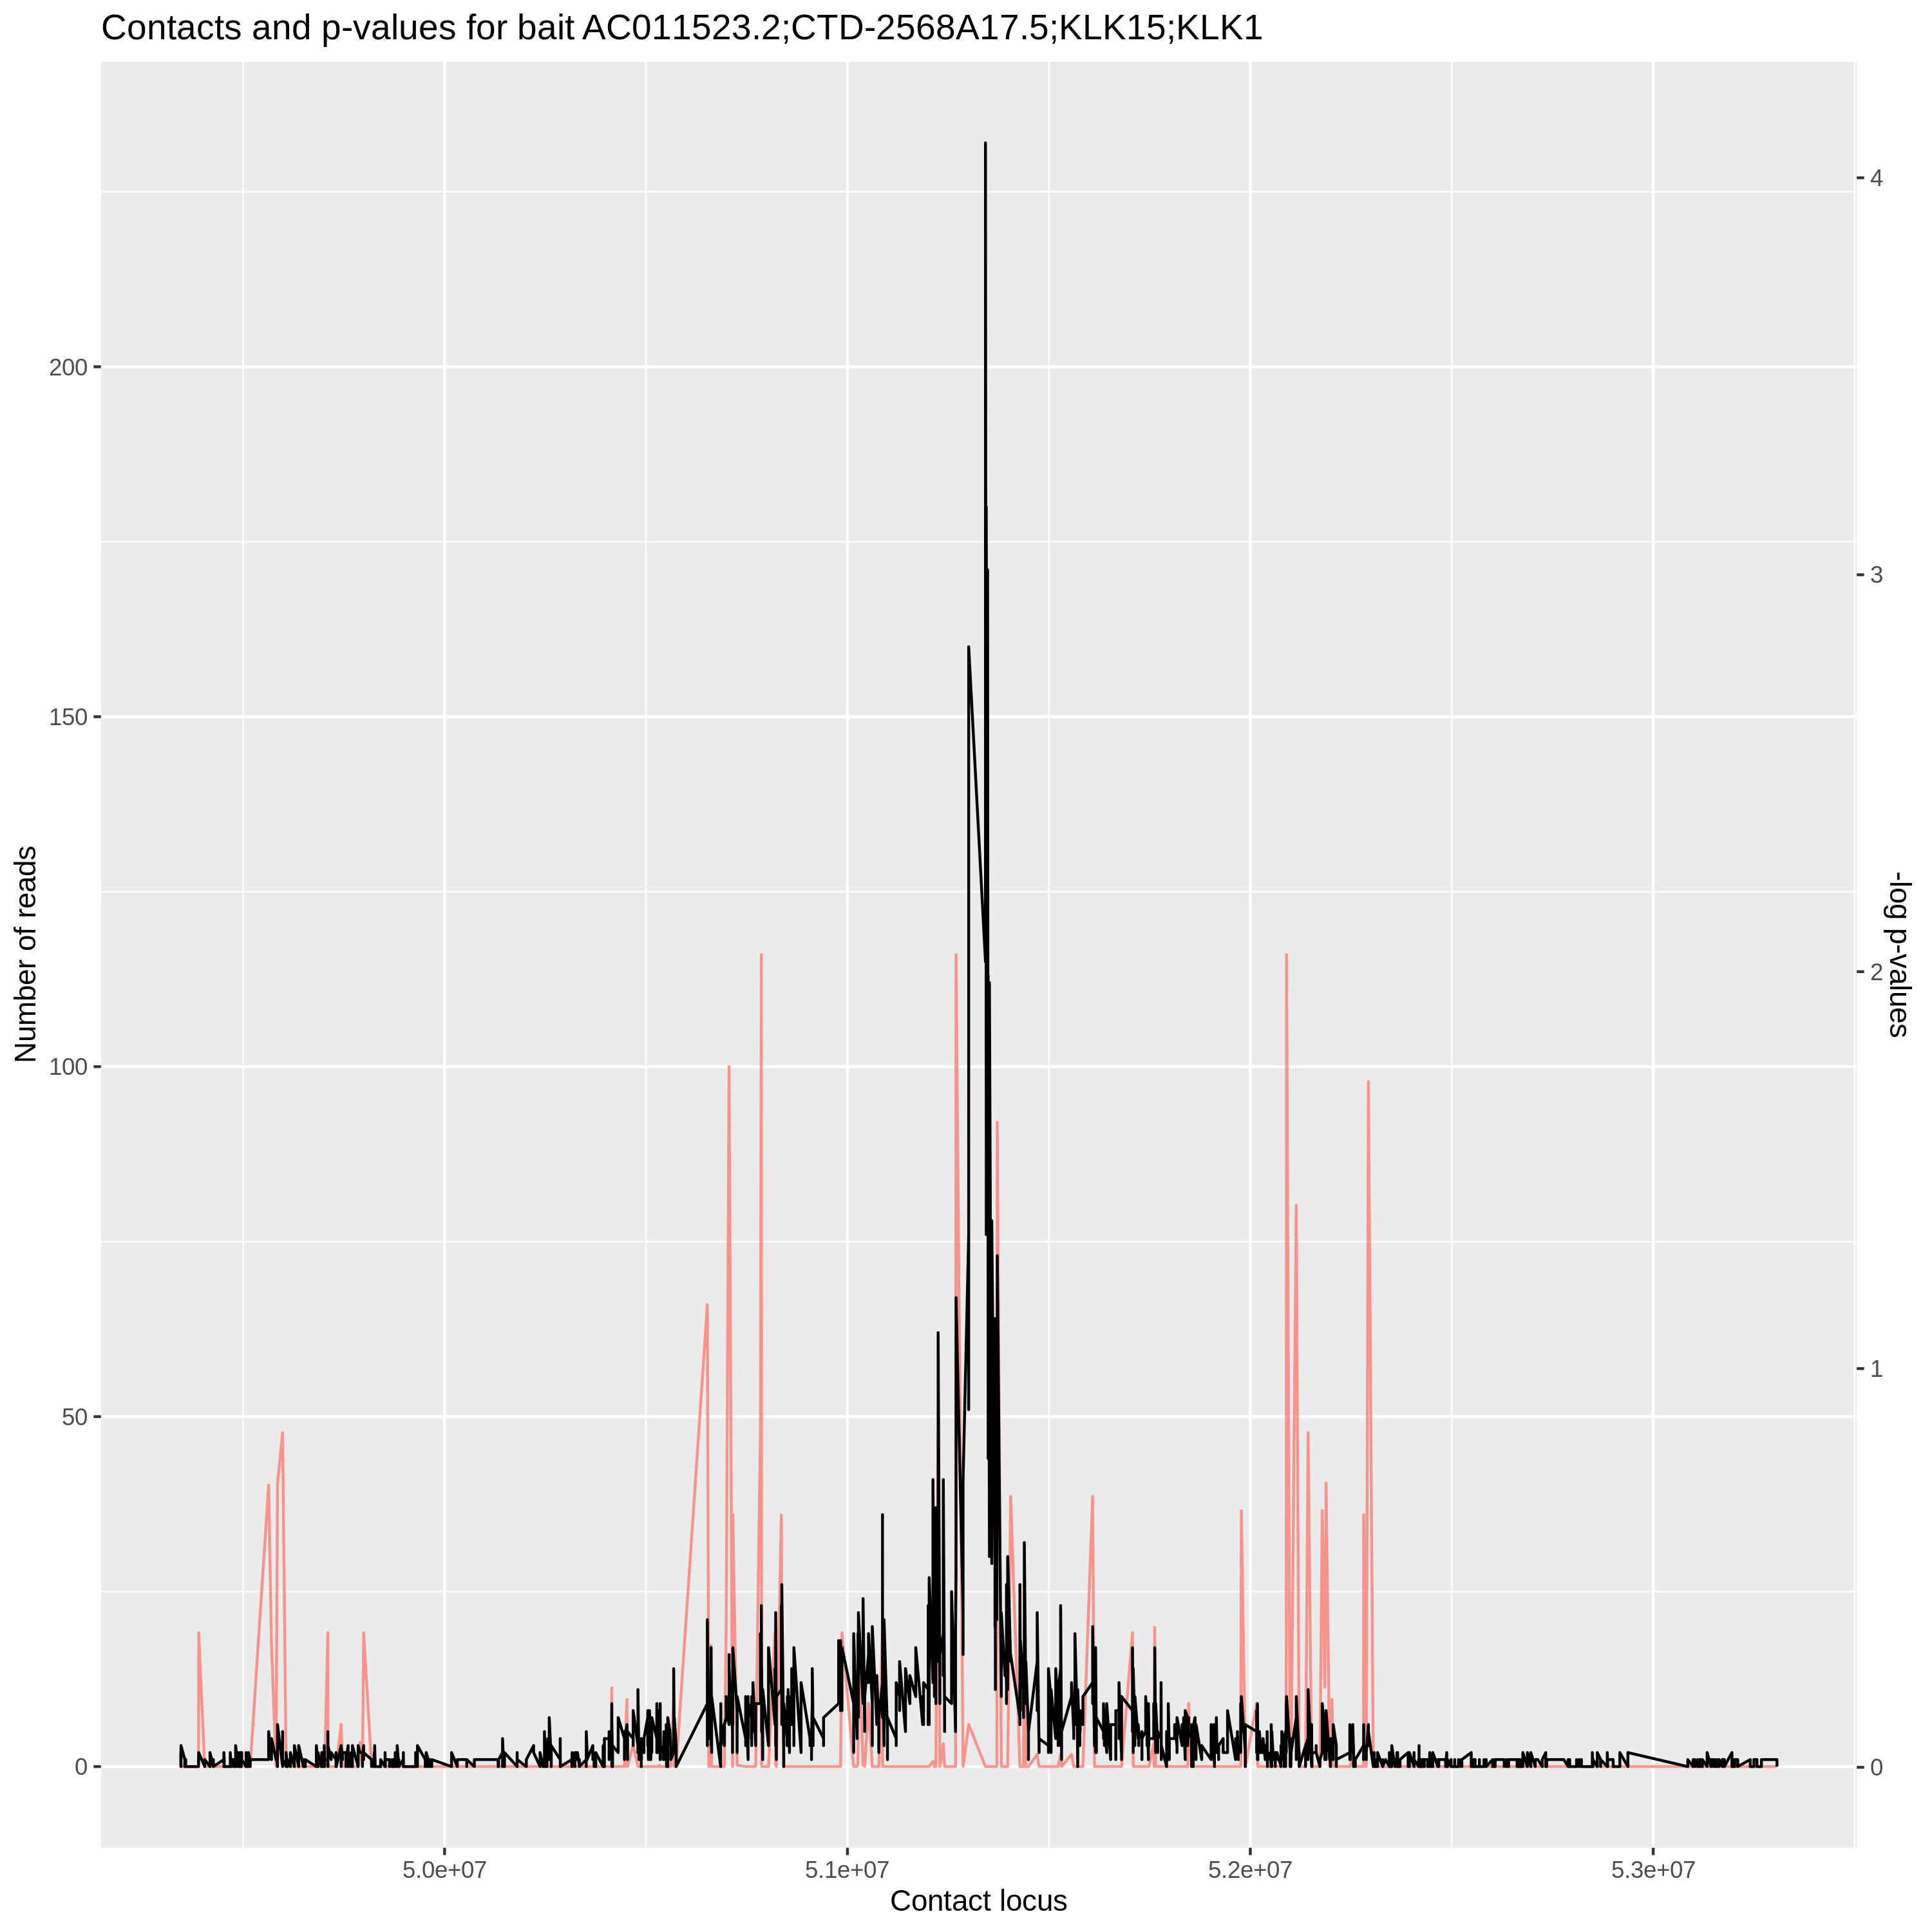 Contacts and p-values for bait AC011523.2;CTD-2568A17.5;KLK15;KLK1
Number of reads
200
150
100
50
0
4
3
2
1
0
-log p-values
5.0e+07 5.1e+07 5.2e+07 5.3e+07
Contact locus